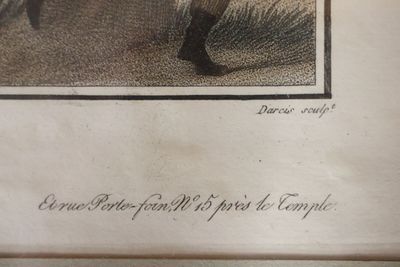 Darcis sculp.t
Et rue Porte-foin, N.o 15 près le Temple.